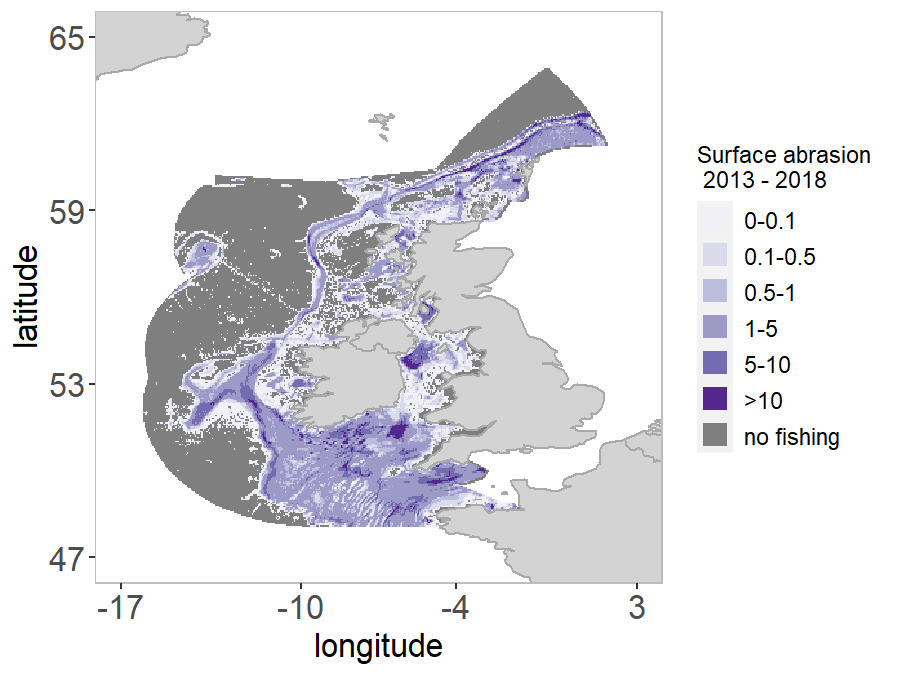 65
59
53
47
latitude
-17
-10
-4
3
longitude
Surface abrasion
2013 - 2018
0-0.1
0.1-0.5
0.5-1
1-5
5-10
>10
no fishing